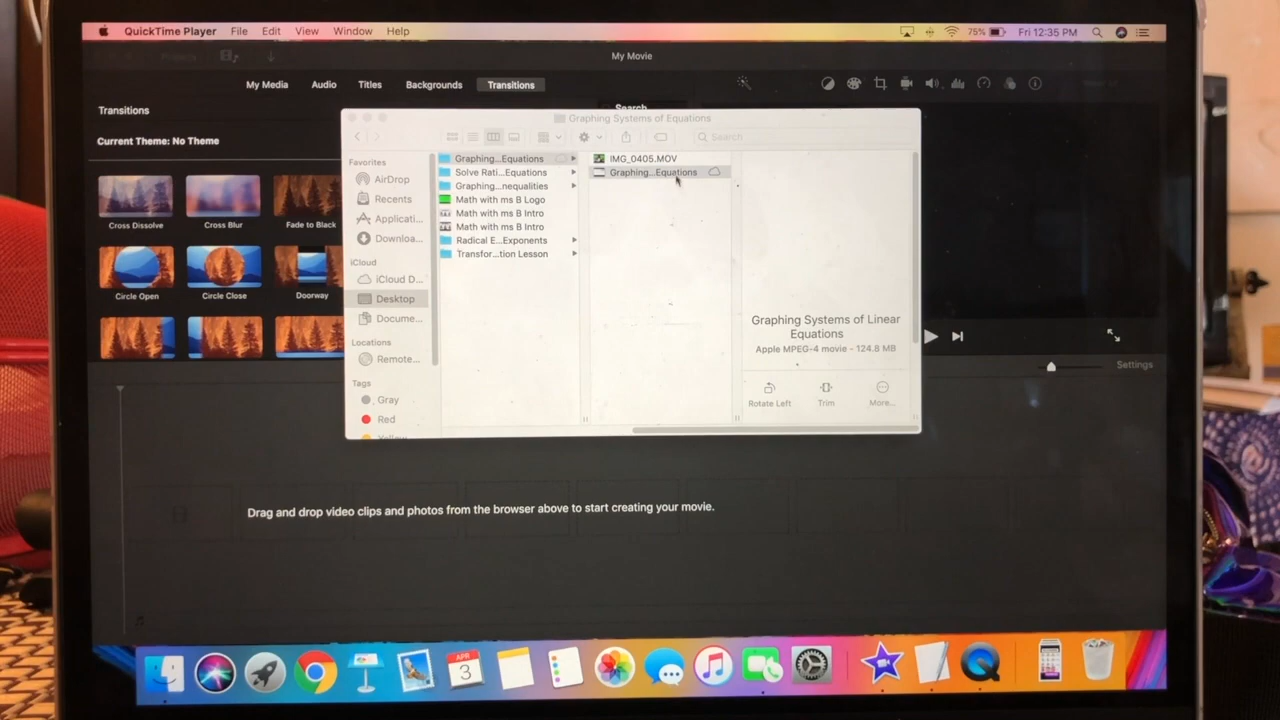 QuickTime Player File Edit View Window Help 75% Fri 12:35 PM
My Movie
My Media Audio Titles Backgrounds Transitions
Transitions
Search
Current Theme: No Theme
Cross Dissolve Cross Blur Fade to Black
Circle Open Circle Close Doorway
Graphing Systems of Equations
Search
Favorites
AirDrop
Recents
Applicati...
Downloa...
iCloud
iCloud D...
Desktop
Docume...
Locations
Remote...
Tags
Gray
Red
Yellow
Graphing...Equations
Solve Rati...Equations
Graphing...nequalities
Math with ms B Logo
Math with ms B Intro
Math with ms B Intro
Radical E...Exponents
Transfor...tion Lesson
IMG_0405.MOV
Graphing...Equations
Graphing Systems of Linear
Equations
Apple MPEG-4 movie - 124.8 MB
Rotate Left Trim More...
Settings
Drag and drop video clips and photos from the browser above to start creating your movie.
APR
3